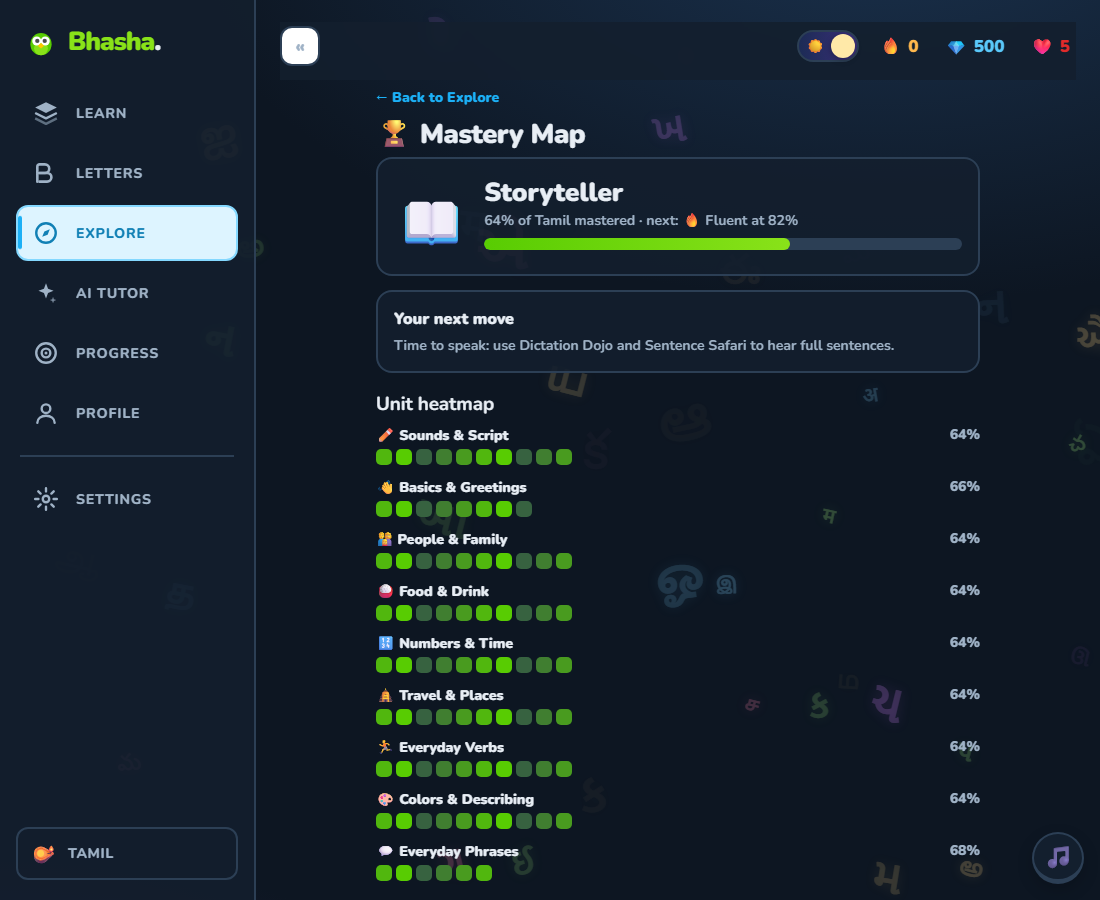 Bhasha.
LEARN
LETTERS
EXPLORE
AI TUTOR
PROGRESS
PROFILE
SETTINGS
TAMIL
«
0
500
5
← Back to Explore
Mastery Map
Storyteller
64% of Tamil mastered · next: 🔥 Fluent at 82%
Your next move
Time to speak: use Dictation Dojo and Sentence Safari to hear full sentences.
Unit heatmap
Sounds & Script 64%
Basics & Greetings 66%
People & Family 64%
Food & Drink 64%
Numbers & Time 64%
Travel & Places 64%
Everyday Verbs 64%
Colors & Describing 64%
Everyday Phrases 68%
ખ
अ
म
ஓ
இ
ச
க
ચ